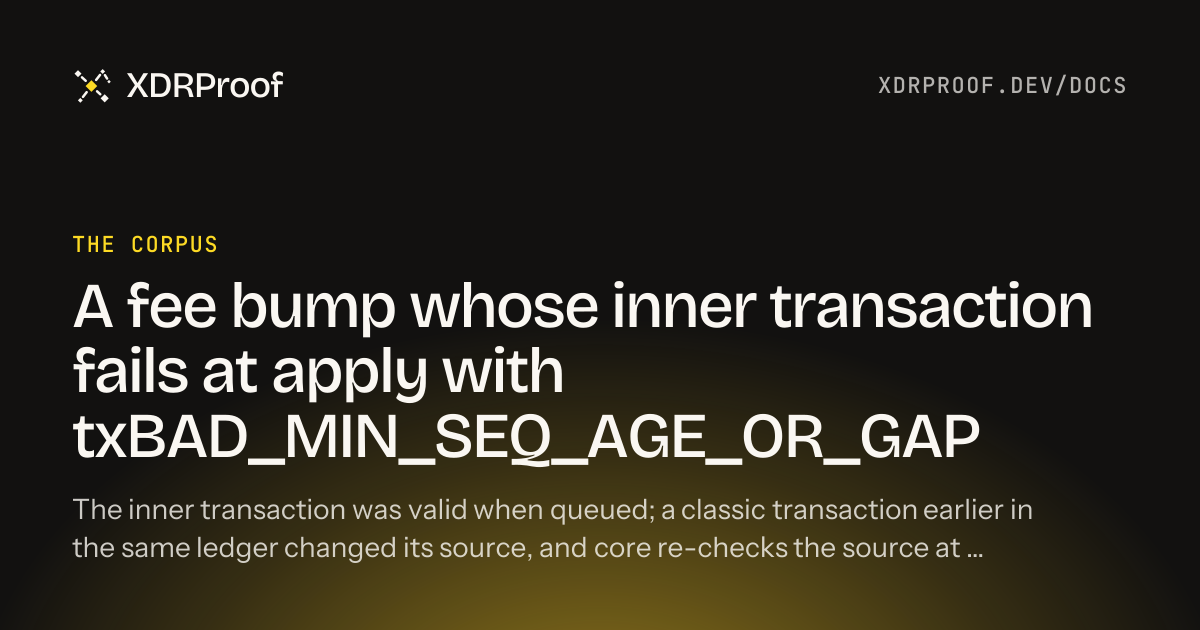 XDRProof
XDRPROOF.DEV/DOCS
THE CORPUS
A fee bump whose inner transaction
fails at apply with
txBAD_MIN_SEQ_AGE_OR_GAP
The inner transaction was valid when queued; a classic transaction earlier in
the same ledger changed its source, and core re-checks the source at ...